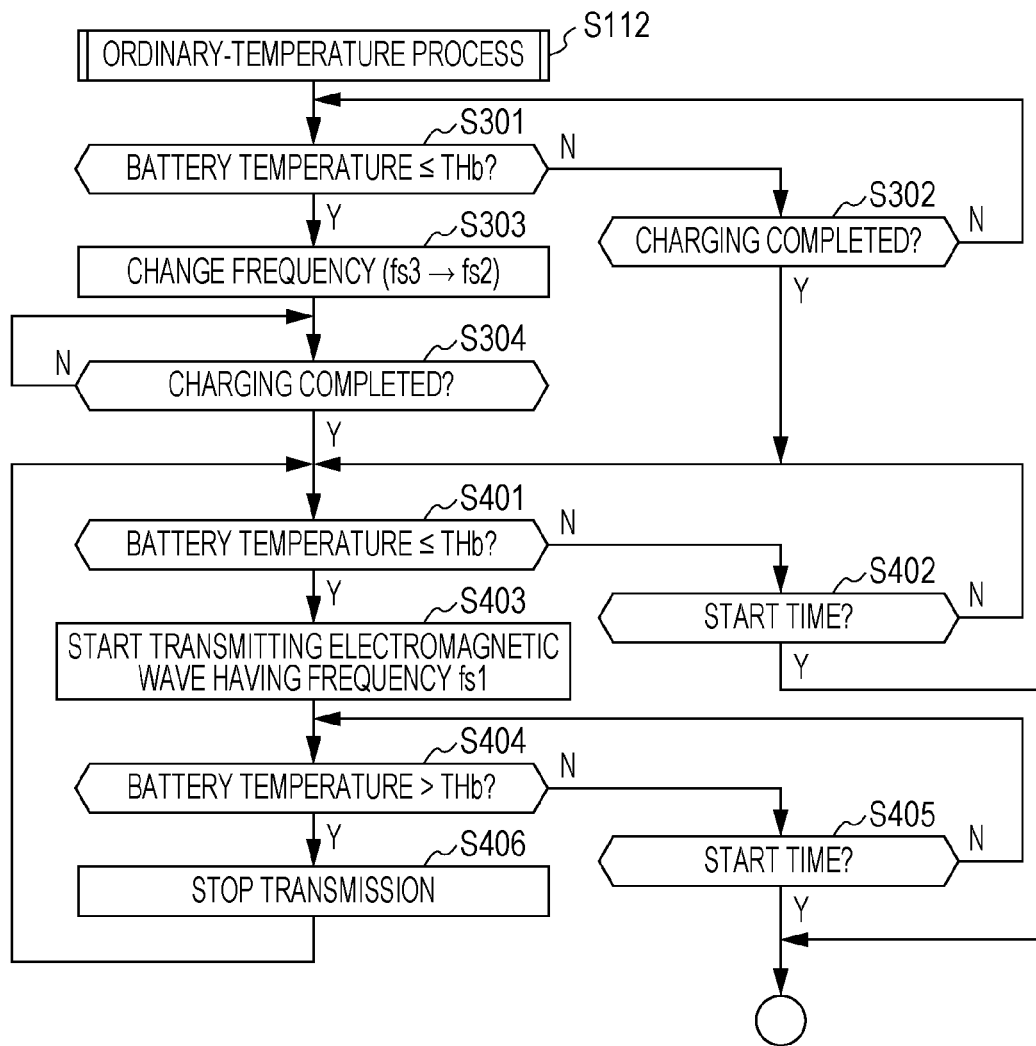 S112
ORDINARY-TEMPERATURE PROCESS
S301
BATTERY TEMPERATURE ≤ THb?
N
Y
S302
CHARGING COMPLETED?
N
Y
S303
CHANGE FREQUENCY (fs3 → fs2)
S304
N
CHARGING COMPLETED?
Y
S401
BATTERY TEMPERATURE ≤ THb?
N
Y
S402
START TIME?
N
Y
S403
START TRANSMITTING ELECTROMAGNETIC
WAVE HAVING FREQUENCY fs1
S404
BATTERY TEMPERATURE > THb?
N
Y
S405
START TIME?
N
Y
S406
STOP TRANSMISSION